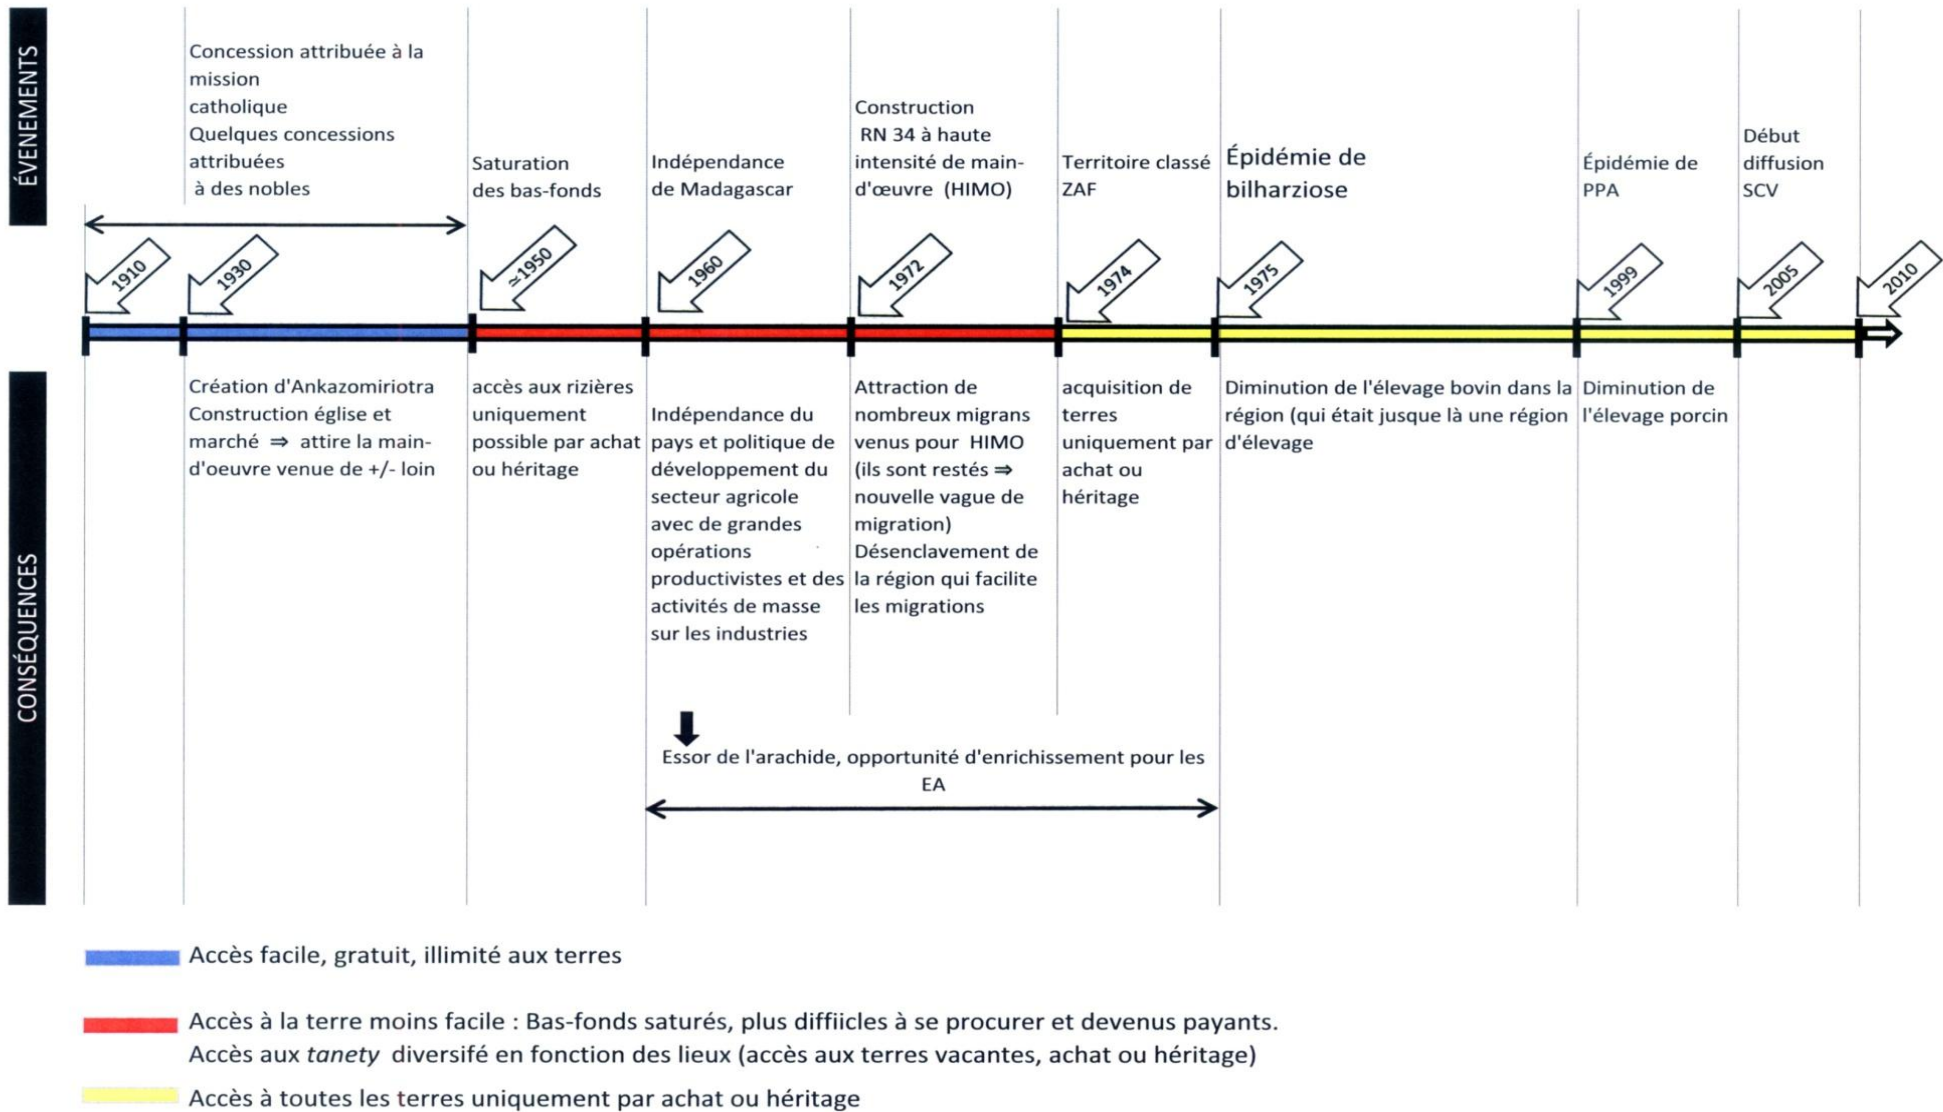 ÉVENEMENTS
Concession attribuée à la
mission
catholique
Quelques concessions
attribuées
à des nobles
Saturation
des bas-fonds
Indépendance
de Madagascar
Construction
RN 34 à haute
intensité de main-
d'œuvre (HIMO)
Territoire classé
ZAF
Épidémie de
bilharziose
Épidémie de
PPA
Début
diffusion
SCV
1910
1930
≃1950
1960
1972
1974
1975
1999
2005
2010
CONSÉQUENCES
Création d'Ankazomiriotra
Construction église et
marché ⇒ attire la main-
d'oeuvre venue de +/- loin
accès aux rizières
uniquement
possible par achat
ou héritage
Indépendance du
pays et politique de
développement du
secteur agricole
avec de grandes
opérations
productivistes et des
activités de masse
sur les industries
Attraction de
nombreux migrans
venus pour HIMO
(ils sont restés ⇒
nouvelle vague de
migration)
Désenclavement de
la région qui facilite
les migrations
acquisition de
terres
uniquement par
achat ou
héritage
Diminution de l'élevage bovin dans la
région (qui était jusque là une région
d'élevage
Diminution de
l'élevage porcin
Essor de l'arachide, opportunité d'enrichissement pour les
EA
Accès facile, gratuit, illimité aux terres
Accès à la terre moins facile : Bas-fonds saturés, plus diffiicles à se procurer et devenus payants.
Accès aux tanety diversifé en fonction des lieux (accès aux terres vacantes, achat ou héritage)
Accès à toutes les terres uniquement par achat ou héritage